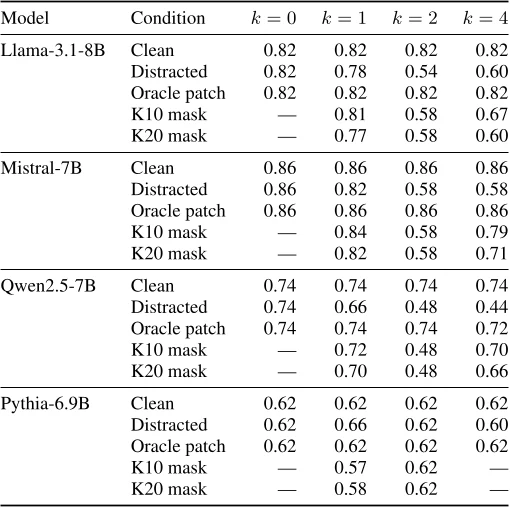 Model Condition k = 0 k = 1 k = 2 k = 4
Llama-3.1-8B Clean 0.82 0.82 0.82 0.82
Distracted 0.82 0.78 0.54 0.60
Oracle patch 0.82 0.82 0.82 0.82
K10 mask — 0.81 0.58 0.67
K20 mask — 0.77 0.58 0.60
Mistral-7B Clean 0.86 0.86 0.86 0.86
Distracted 0.86 0.82 0.58 0.58
Oracle patch 0.86 0.86 0.86 0.86
K10 mask — 0.84 0.58 0.79
K20 mask — 0.82 0.58 0.71
Qwen2.5-7B Clean 0.74 0.74 0.74 0.74
Distracted 0.74 0.66 0.48 0.44
Oracle patch 0.74 0.74 0.74 0.72
K10 mask — 0.72 0.48 0.70
K20 mask — 0.70 0.48 0.66
Pythia-6.9B Clean 0.62 0.62 0.62 0.62
Distracted 0.62 0.66 0.62 0.60
Oracle patch 0.62 0.62 0.62 0.62
K10 mask — 0.57 0.62 —
K20 mask — 0.58 0.62 —